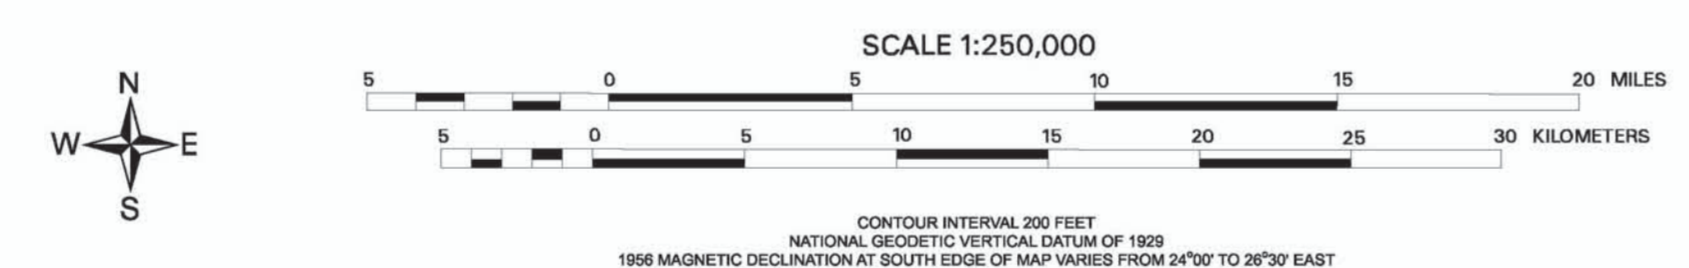 SCALE 1:250,000
5 0 5 10 15 20 MILES
N
5 0 5 10 15 20 25 30 KILOMETERS
W E
S
CONTOUR INTERVAL 200 FEET
NATIONAL GEODETIC VERTICAL DATUM OF 1929
1956 MAGNETIC DECLINATION AT SOUTH EDGE OF MAP VARIES FROM 24°00' TO 26°30' EAST